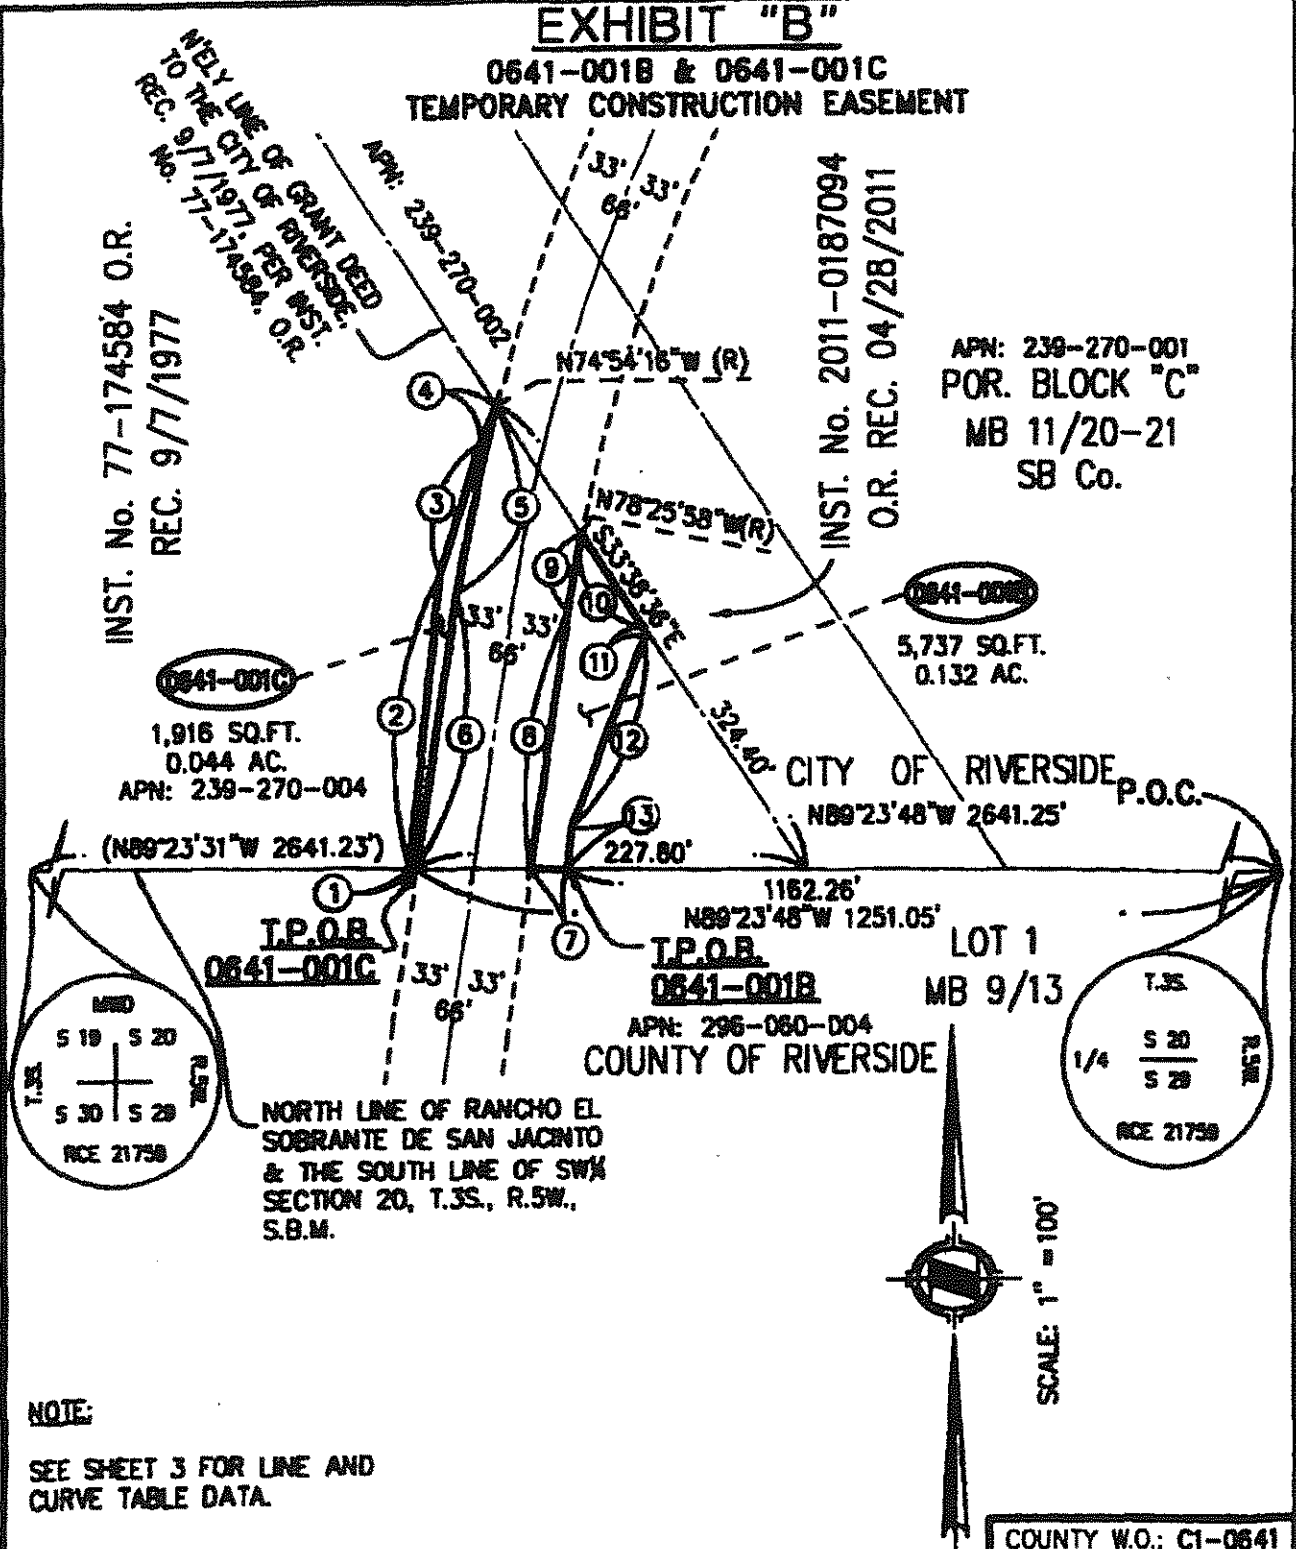 EXHIBIT "B"
0641-001B & 0641-001C
TEMPORARY CONSTRUCTION EASEMENT
N'ELY LINE OF GRANT DEED
TO THE CITY OF RIVERSIDE,
REC. 9/7/1977, PER INST.
No. 77-174584, O.R.
APN: 239-270-002
33'
33'
66'
INST. No. 77-174584 O.R.
REC. 9/7/1977
INST. No. 2011-0187094
O.R. REC. 04/28/2011
APN: 239-270-001
POR. BLOCK "C"
MB 11/20-21
SB Co.
N74°54'16"W (R)
4
3
5
N78°25'58"W(R)
S33°38'36"E
9
10
11
33'
33'
66'
0641-001C
1,916 SQ.FT.
0.044 AC.
APN: 239-270-004
5,737 SQ.FT.
0.132 AC.
2
6
8
12
13
324.40'
CITY OF RIVERSIDE
P.O.C.
N89°23'48"W 2641.25'
(N89°23'31"W 2641.23')
227.60'
1
1162.26'
N89°23'48"W 1251.05'
7
T.P.O.B.
0641-001C
T.P.O.B.
0641-001B
LOT 1
MB 9/13
33'
33'
66'
APN: 296-060-004
COUNTY OF RIVERSIDE
S 19
S 20
T.3S.
R.5W.
S 30
S 29
RCE 21759
T.3S.
1/4
S 20
S 29
R.5W.
RCE 21759
NORTH LINE OF RANCHO EL
SOBRANTE DE SAN JACINTO
& THE SOUTH LINE OF SW¼
SECTION 20, T.3S., R.5W.,
S.B.M.
SCALE: 1" =100'
NOTE:
SEE SHEET 3 FOR LINE AND
CURVE TABLE DATA.
COUNTY W.O.: C1-0641